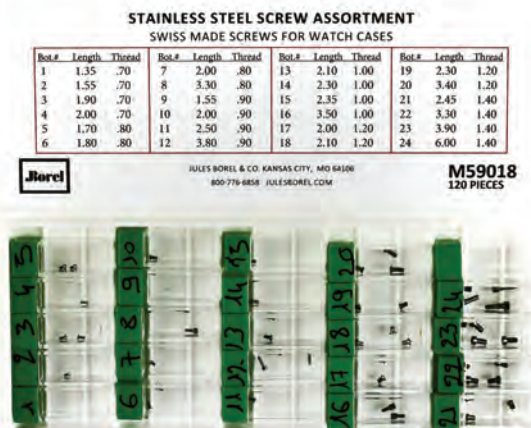 STAINLESS STEEL SCREW ASSORTMENT
SWISS MADE SCREWS FOR WATCH CASES
Bot.# Length Thread Bot.# Length Thread Bot.# Length Thread Bot.# Length Thread
1 1.35 .70 7 2.00 .80 13 2.10 1.00 19 2.30 1.20
2 1.55 .70 8 3.30 .80 14 2.30 1.00 20 3.40 1.20
3 1.90 .70 9 1.55 .90 15 2.35 1.00 21 2.45 1.40
4 2.00 .70 10 2.00 .90 16 3.50 1.00 22 3.30 1.40
5 1.70 .80 11 2.50 .90 17 2.00 1.20 23 3.90 1.40
6 1.80 .80 12 3.80 .90 18 2.10 1.20 24 6.00 1.40
Borel
JULES BOREL & CO. KANSAS CITY, MO 64106
800-776-6858 JULESBOREL.COM
M59018
120 PIECES
5 10 15 20
4 9 14 19 24
3 8 13 18 23
2 7 12 17 22
1 6 11 16 21